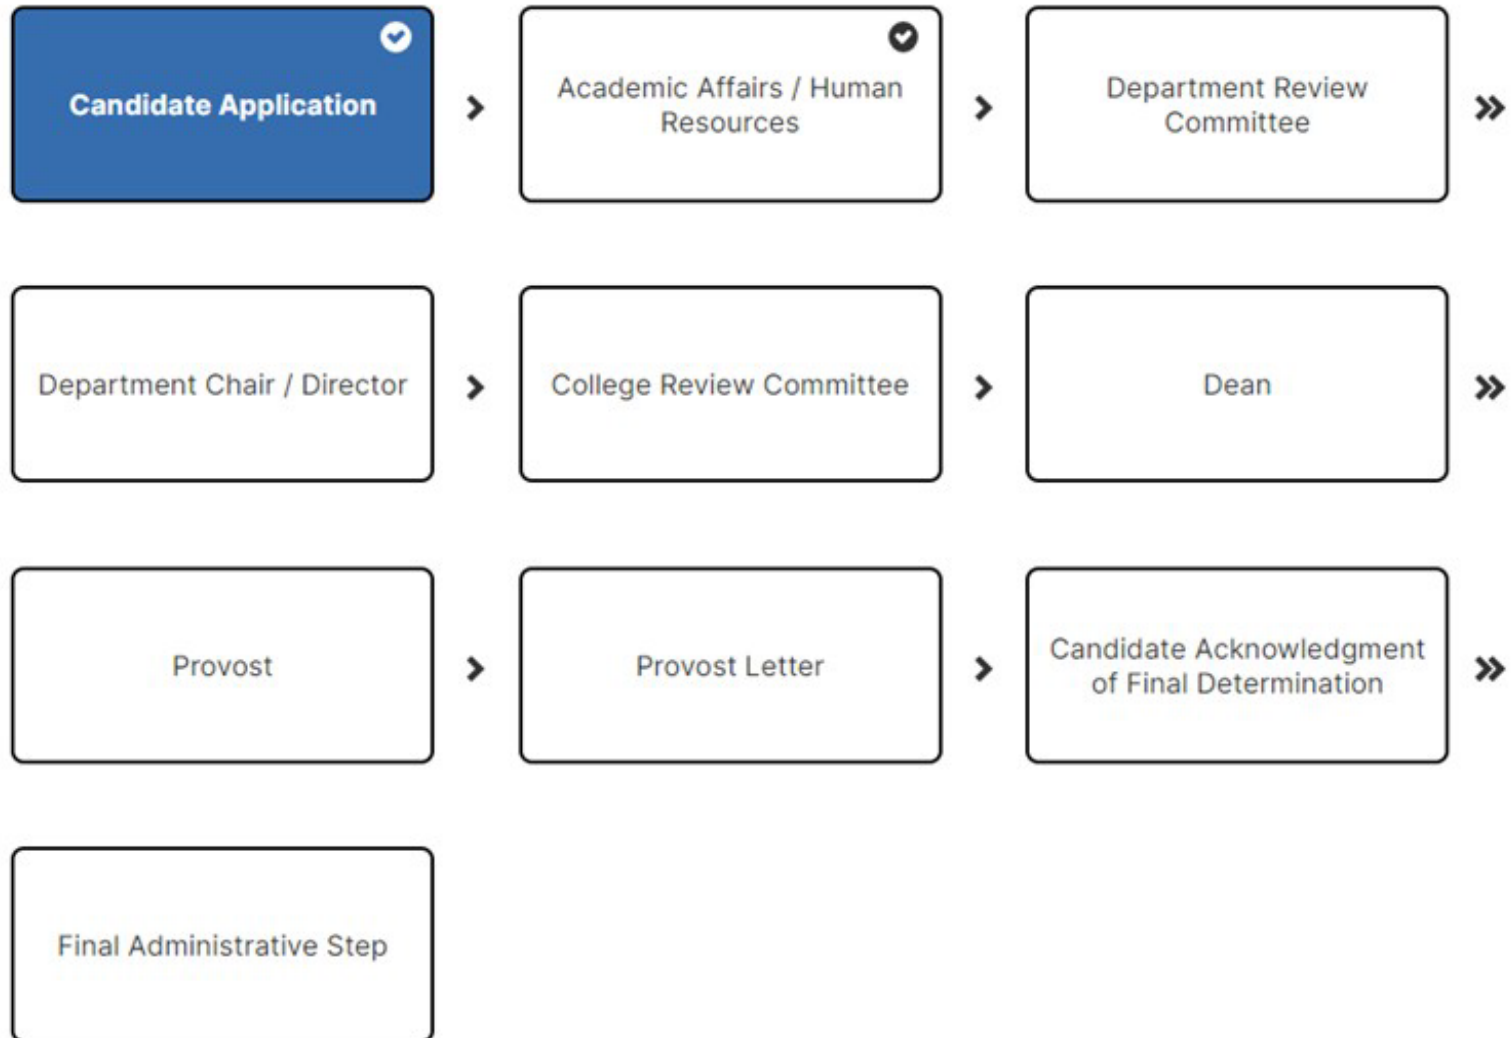 Candidate Application
Academic Affairs / Human
Resources
Department Review
Committee
Department Chair / Director
College Review Committee
Dean
Provost
Provost Letter
Candidate Acknowledgment
of Final Determination
Final Administrative Step